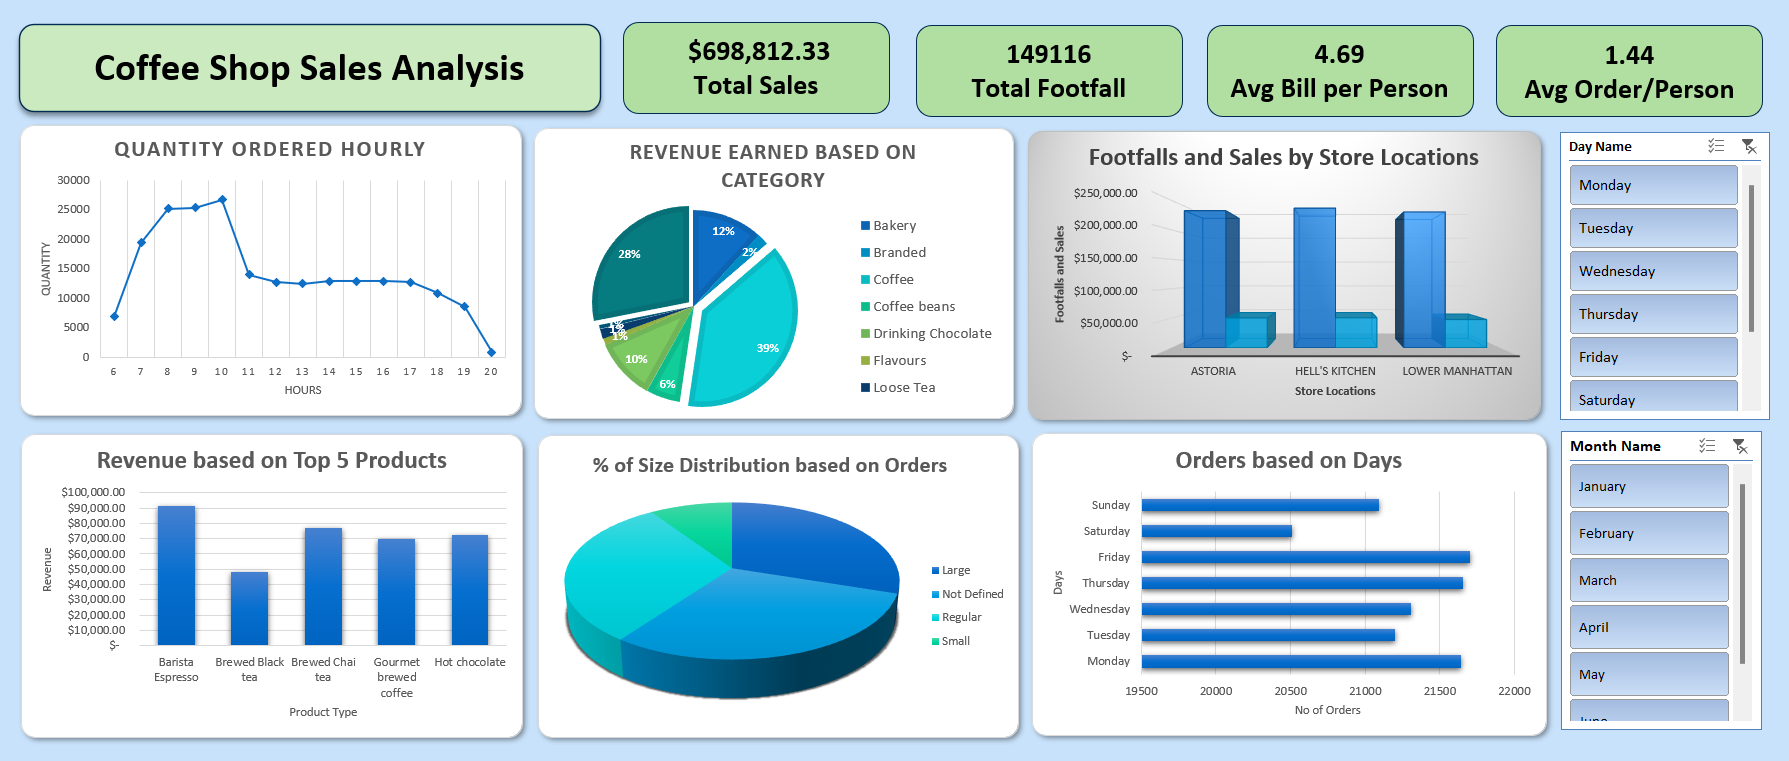 Coffee Shop Sales Analysis
$698,812.33
Total Sales
149116
Total Footfall
4.69
Avg Bill per Person
1.44
Avg Order/Person
QUANTITY ORDERED HOURLY
30000
25000
20000
15000
10000
5000
0
QUANTITY
6 7 8 9 10 11 12 13 14 15 16 17 18 19 20
HOURS
REVENUE EARNED BASED ON
CATEGORY
12%
2%
39%
6%
10%
1%
28%
Bakery
Branded
Coffee
Coffee beans
Drinking Chocolate
Flavours
Loose Tea
Footfalls and Sales by Store Locations
$250,000.00
$200,000.00
$150,000.00
$100,000.00
$50,000.00
$-
Footfalls and Sales
ASTORIA HELL'S KITCHEN LOWER MANHATTAN
Store Locations
Day Name
Monday
Tuesday
Wednesday
Thursday
Friday
Saturday
Revenue based on Top 5 Products
$100,000.00
$90,000.00
$80,000.00
$70,000.00
$60,000.00
$50,000.00
$40,000.00
$30,000.00
$20,000.00
$10,000.00
$-
Revenue
Barista
Espresso
Brewed Black
tea
Brewed Chai
tea
Gourmet
brewed
coffee
Hot chocolate
Product Type
% of Size Distribution based on Orders
Large
Not Defined
Regular
Small
Orders based on Days
Sunday
Saturday
Friday
Thursday
Wednesday
Tuesday
Monday
Days
19500 20000 20500 21000 21500 22000
No of Orders
Month Name
January
February
March
April
May
June